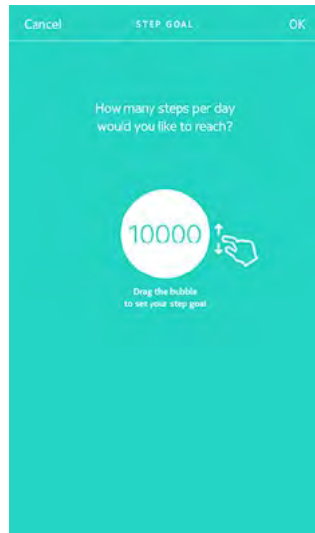 Cancel STEP GOAL OK
How many steps per day
would you like to reach?
10000
Drag the bubble
to set your step goal